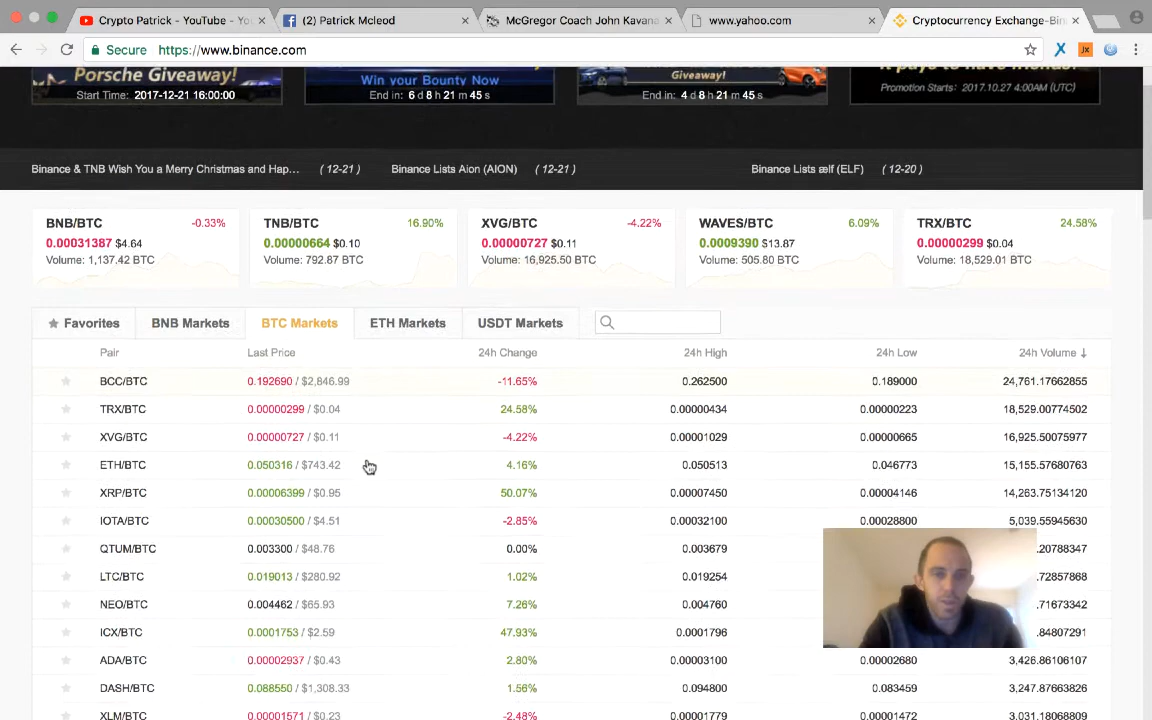 Crypto Patrick - YouTube - Yo
(2) Patrick Mcleod
McGregor Coach John Kavana
www.yahoo.com
Cryptocurrency Exchange-Bin
Secure https://www.binance.com
Porsche Giveaway!
Start Time: 2017-12-21 16:00:00
Win your Bounty Now
End in: 6 d 8 h 21 m 45 s
Giveaway!
End in: 4 d 8 h 21 m 45 s
It pays to have friends!
Promotion Starts: 2017.10.27 4:00AM (UTC)
Binance & TNB Wish You a Merry Christmas and Hap... ( 12-21 )
Binance Lists Aion (AION) ( 12-21 )
Binance Lists ælf (ELF) ( 12-20 )
BNB/BTC -0.33%
0.00031387 $4.64
Volume: 1,137.42 BTC
TNB/BTC 16.90%
0.00000664 $0.10
Volume: 792.87 BTC
XVG/BTC -4.22%
0.00000727 $0.11
Volume: 16,925.50 BTC
WAVES/BTC 6.09%
0.0009390 $13.87
Volume: 505.80 BTC
TRX/BTC 24.58%
0.00000299 $0.04
Volume: 18,529.01 BTC
Favorites BNB Markets BTC Markets ETH Markets USDT Markets
Pair Last Price 24h Change 24h High 24h Low 24h Volume ↓
BCC/BTC 0.192690 / $2,846.99 -11.65% 0.262500 0.189000 24,761.17662855
TRX/BTC 0.00000299 / $0.04 24.58% 0.00000434 0.00000223 18,529.00774502
XVG/BTC 0.00000727 / $0.11 -4.22% 0.00001029 0.00000665 16,925.50075977
ETH/BTC 0.050316 / $743.42 4.16% 0.050513 0.046773 15,155.57680763
XRP/BTC 0.00006399 / $0.95 50.07% 0.00007450 0.00004146 14,263.75134120
IOTA/BTC 0.00030500 / $4.51 -2.85% 0.00032100 0.00028800 5,039.55945630
QTUM/BTC 0.003300 / $48.76 0.00% 0.003679 .20788347
LTC/BTC 0.019013 / $280.92 1.02% 0.019254 .72857868
NEO/BTC 0.004462 / $65.93 7.26% 0.004760 .71673342
ICX/BTC 0.0001753 / $2.59 47.93% 0.0001796 .84807291
ADA/BTC 0.00002937 / $0.43 2.80% 0.00003100 0.00002680 3,426.86106107
DASH/BTC 0.088550 / $1,308.33 1.56% 0.094800 0.083459 3,247.87663826
XLM/BTC 0.00001571 / $0.23 -2.48% 0.00001779 0.00001472 3,031.18068909